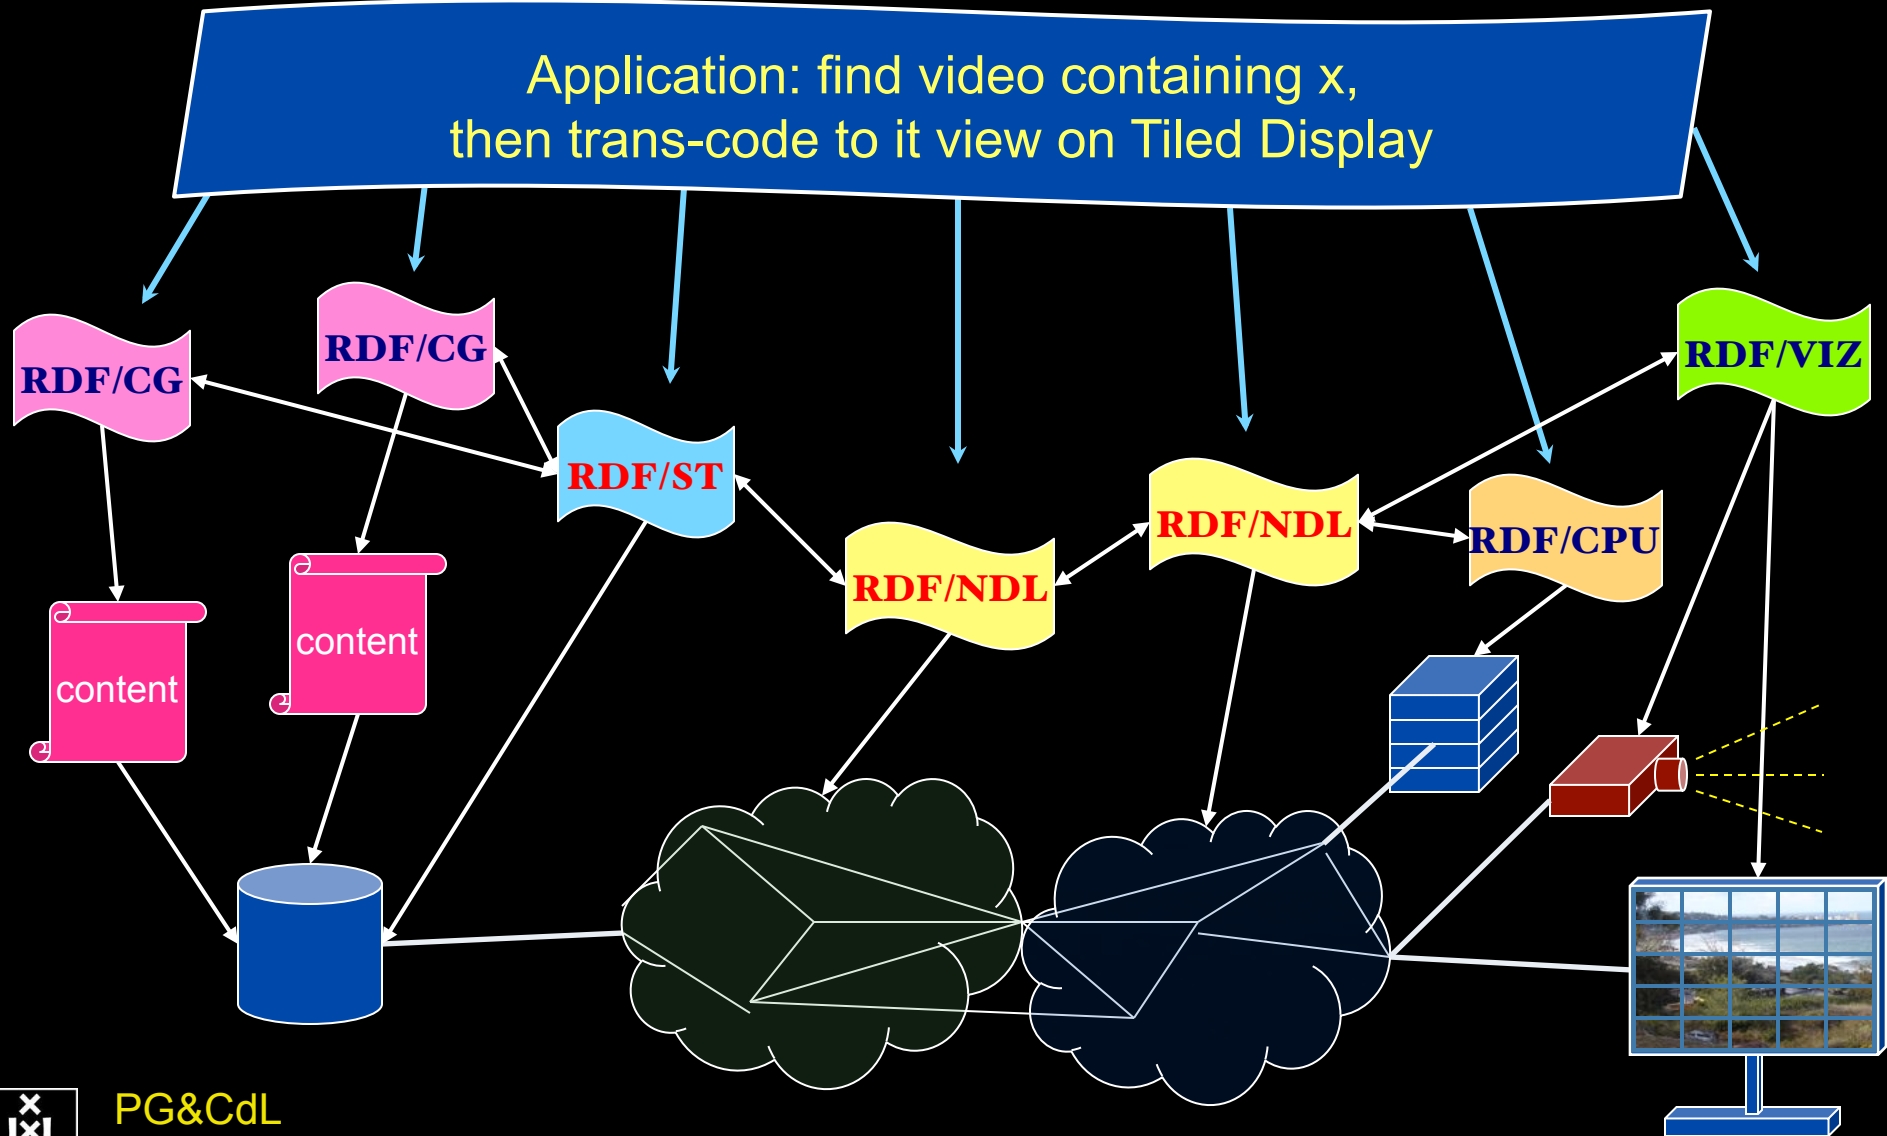 Application: find video containing x,
then trans-code to it view on Tiled Display
RDF/CG
RDF/CG
RDF/VIZ
RDF/ST
RDF/NDL
RDF/CPU
RDF/NDL
content
content
PG&CdL